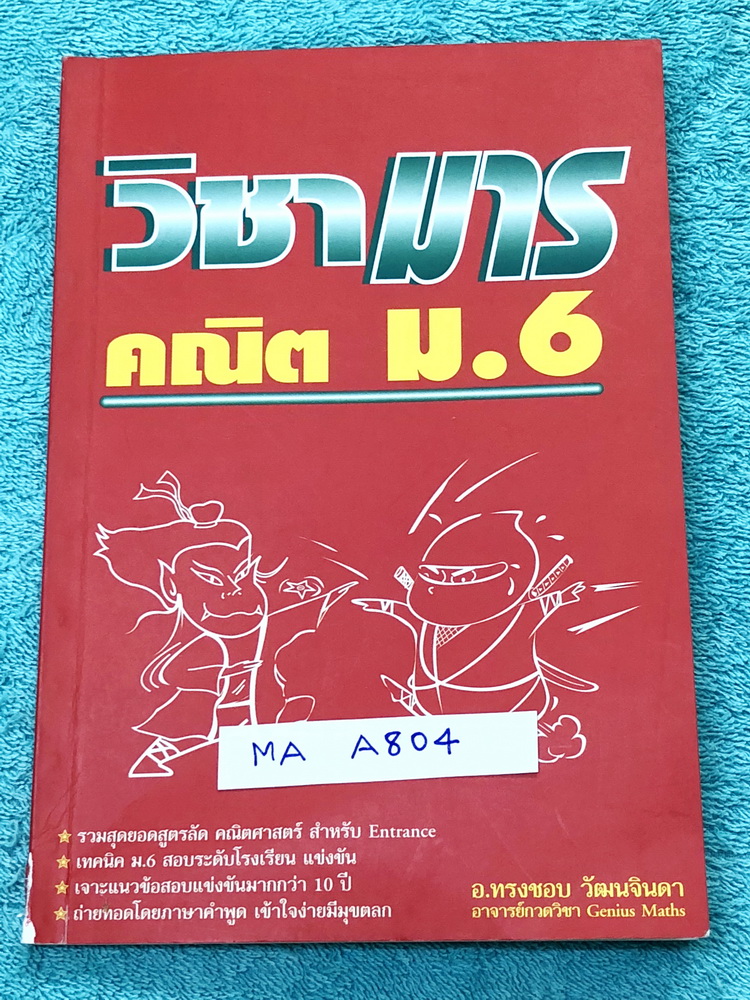 วิชามาร
คณิต ม.6
MA A804
รวมสุดยอดสูตรลัด คณิตศาสตร์ สำหรับ Entrance
เทคนิค ม.6 สอบระดับโรงเรียน แข่งขัน
เจาะแนวข้อสอบแข่งขันมากกว่า 10 ปี
ถ่ายทอดโดยภาษาคำพูด เข้าใจง่ายมีมุขตลก
อ.ทรงชอบ วัฒนจินดา
อาจารย์กวดวิชา Genius Maths